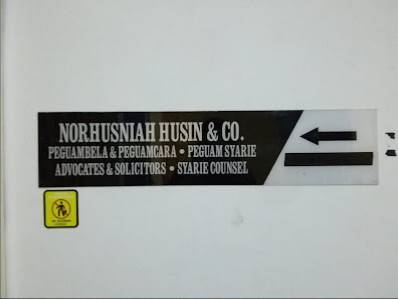 NORHUSNIAH HUSIN & CO.
PEGUAMBELA & PEGUAMCARA • PEGUAM SYARIE
ADVOCATES & SOLICITORS • SYARIE COUNSEL